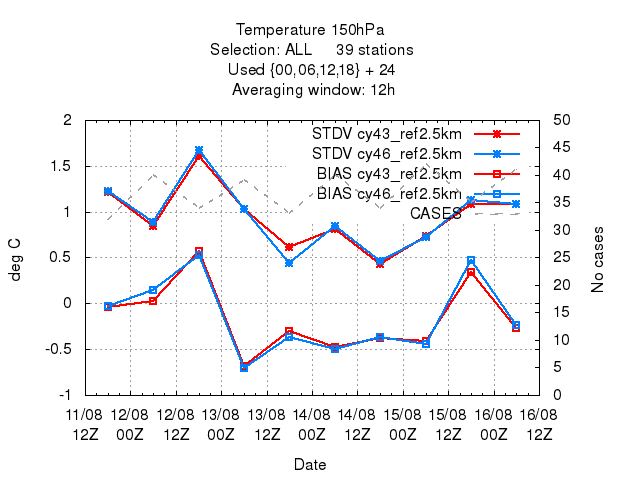 Temperature 150hPa
Selection: ALL 39 stations
Used {00,06,12,18} + 24
Averaging window: 12h
STDV cy43_ref2.5km
STDV cy46_ref2.5km
BIAS cy43_ref2.5km
BIAS cy46_ref2.5km
CASES
2
1.5
1
0.5
0
-0.5
-1
deg C
50
45
40
35
30
25
20
15
10
5
0
No cases
11/08 12/08 12/08 13/08 13/08 14/08 14/08 15/08 15/08 16/08 16/08
12Z 00Z 12Z 00Z 12Z 00Z 12Z 00Z 12Z 00Z 12Z
Date